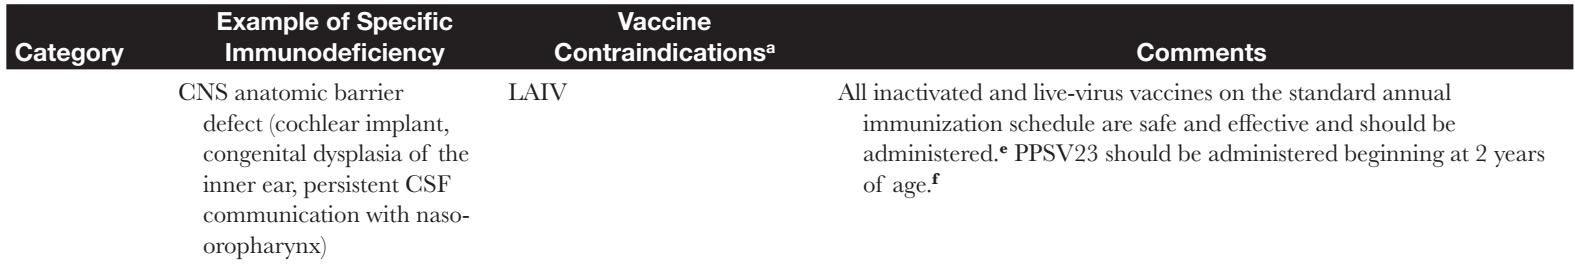 Category
Example of Specific
Immunodeficiency
Vaccine
Contraindicationsᵃ
Comments
CNS anatomic barrier
defect (cochlear implant,
congenital dysplasia of the
inner ear, persistent CSF
communication with naso-
oropharynx)
LAIV
All inactivated and live-virus vaccines on the standard annual
immunization schedule are safe and effective and should be
administered.ᵉ PPSV23 should be administered beginning at 2 years
of age.ᶠ